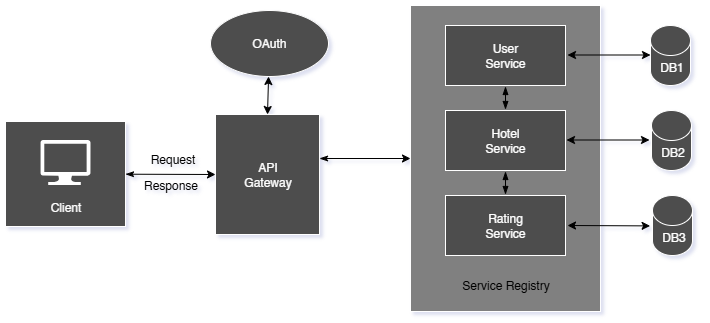 OAuth
User
Service
DB1
Hotel
Service
DB2
Request
Response
API
Gateway
Client
Rating
Service
DB3
Service Registry